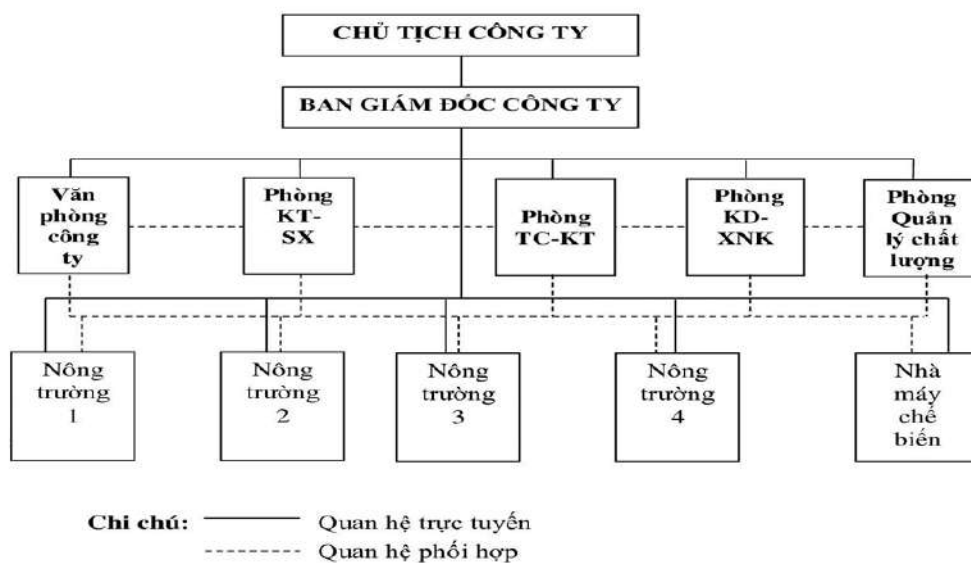 CHỦ TỊCH CÔNG TY
BAN GIÁM ĐỐC CÔNG TY
Văn
phòng
công
ty
Phòng
KT-
SX
Phòng
TC-KT
Phòng
KD-
XNK
Phòng
Quản
lý chất
lượng
Nông
trường
1
Nông
trường
2
Nông
trường
3
Nông
trường
4
Nhà
máy
chế
biến
Chi chú:
Quan hệ trực tuyến
Quan hệ phối hợp